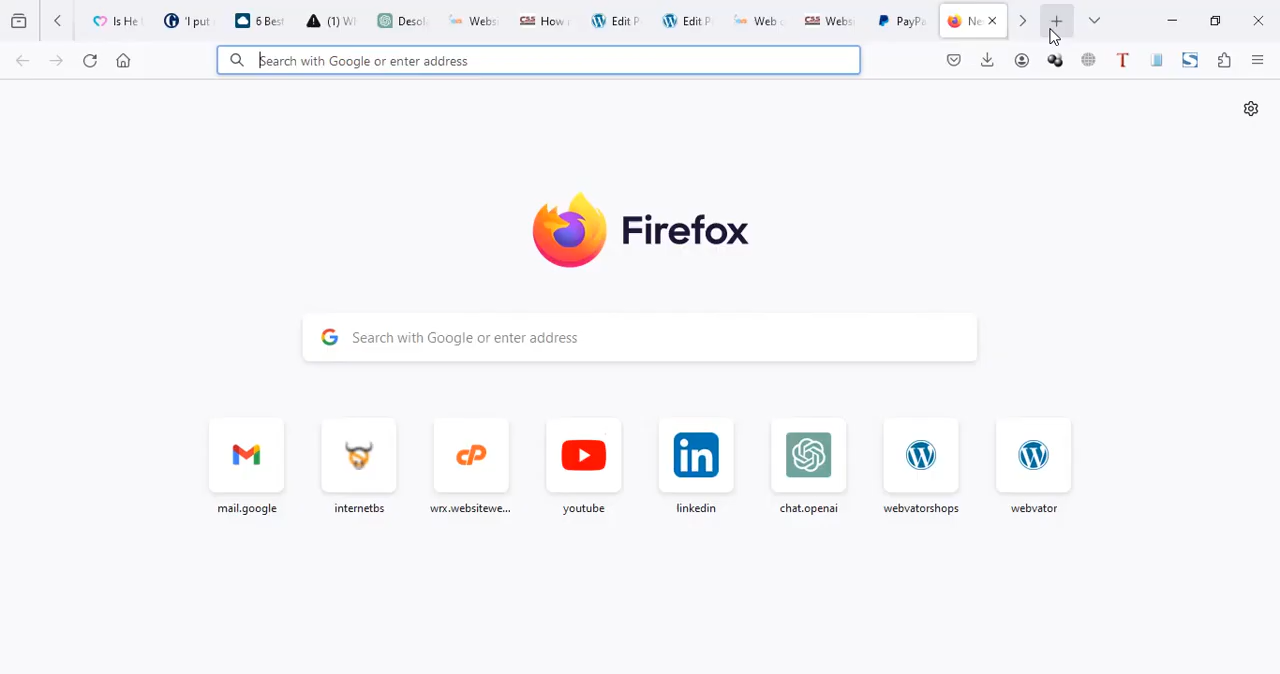 Is He
'I put
6 Best
(1) W
Desol
Webs
How
Edit P
Edit P
Web
Webs
PayPa
Ne
Search with Google or enter address
Firefox
Search with Google or enter address
mail.google
internetbs
wrx.websitewe...
youtube
linkedin
chat.openai
webvatorshops
webvator